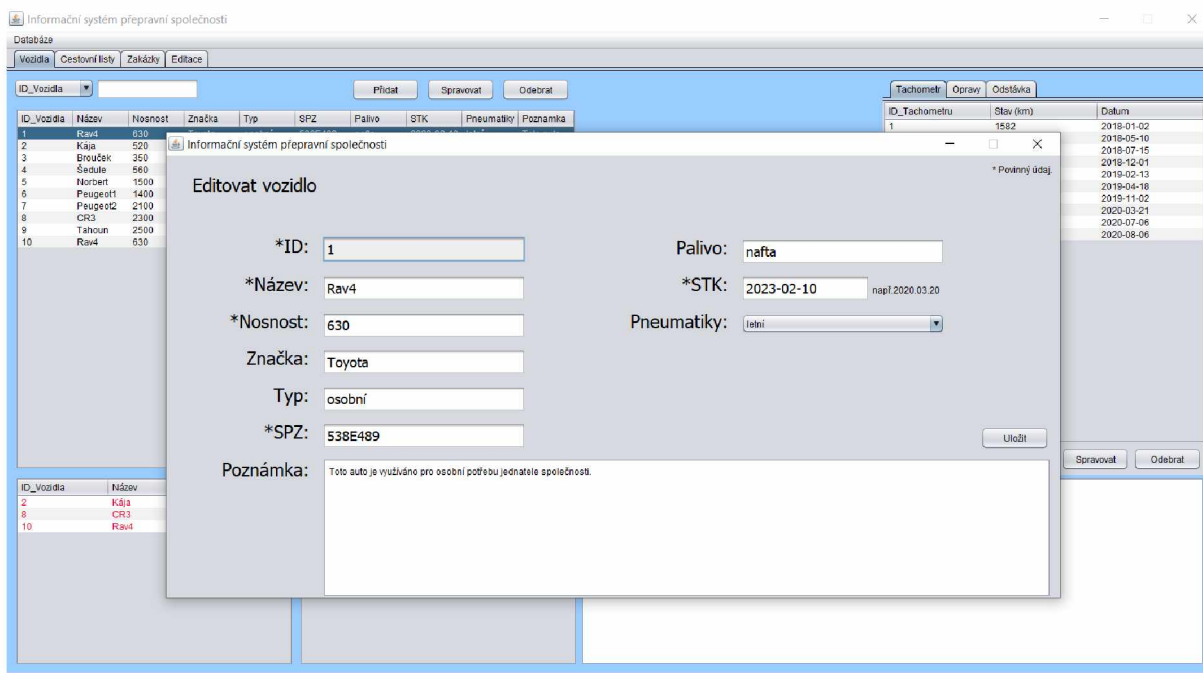 Informační systém přepravní společnosti
Databáze
Vozidla Cestovní listy Zakázky Editace
ID_Vozidla Přidat Spravovat Odebrat Tachometr Opravy Odstávka
ID_Vozidla Název Nosnost Značka Typ SPZ Palivo STK Pneumatiky Poznamka ID_Tachometru Stav (km) Datum
1 Rav4 630 1 1582 2018-01-02
2 Kája 520 2018-05-10
3 Brouček 350 2018-07-15
4 Šedule 560 2018-12-01
5 Norbert 1500 2019-02-13
6 Peugeot1 1400 2019-04-18
7 Peugeot2 2100 2019-11-02
8 CR3 2300 2020-03-21
9 Tahoun 2500 2020-07-06
10 Rav4 630 2020-08-06
Informační systém přepravní společnosti
* Povinný údaj.
Editovat vozidlo
*ID: 1 Palivo: nafta
*Název: Rav4 *STK: 2023-02-10 např.2020.03.20
*Nosnost: 630 Pneumatiky: letní
Značka: Toyota
Typ: osobní
*SPZ: 538E489 Uložit
Poznámka: Toto auto je využíváno pro osobní potřebu jednatele společnosti.
Spravovat Odebrat
ID_Vozidla Název
2 Kája
8 CR3
10 Rav4